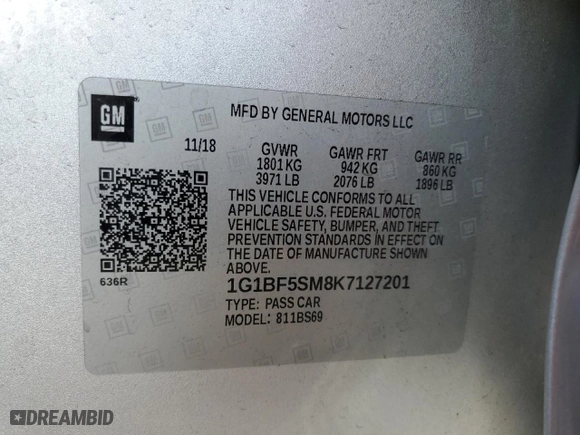 GM
MFD BY GENERAL MOTORS LLC
11/18 GVWR GAWR FRT GAWR RR
1801 KG 942 KG 860 KG
3971 LB 2076 LB 1896 LB
THIS VEHICLE CONFORMS TO ALL
APPLICABLE U.S. FEDERAL MOTOR
VEHICLE SAFETY, BUMPER, AND THEFT
PREVENTION STANDARDS IN EFFECT ON
THE DATE OF MANUFACTURE SHOWN
ABOVE.
636R
1G1BF5SM8K7127201
TYPE: PASS CAR
MODEL: 811BS69
DREAMBID